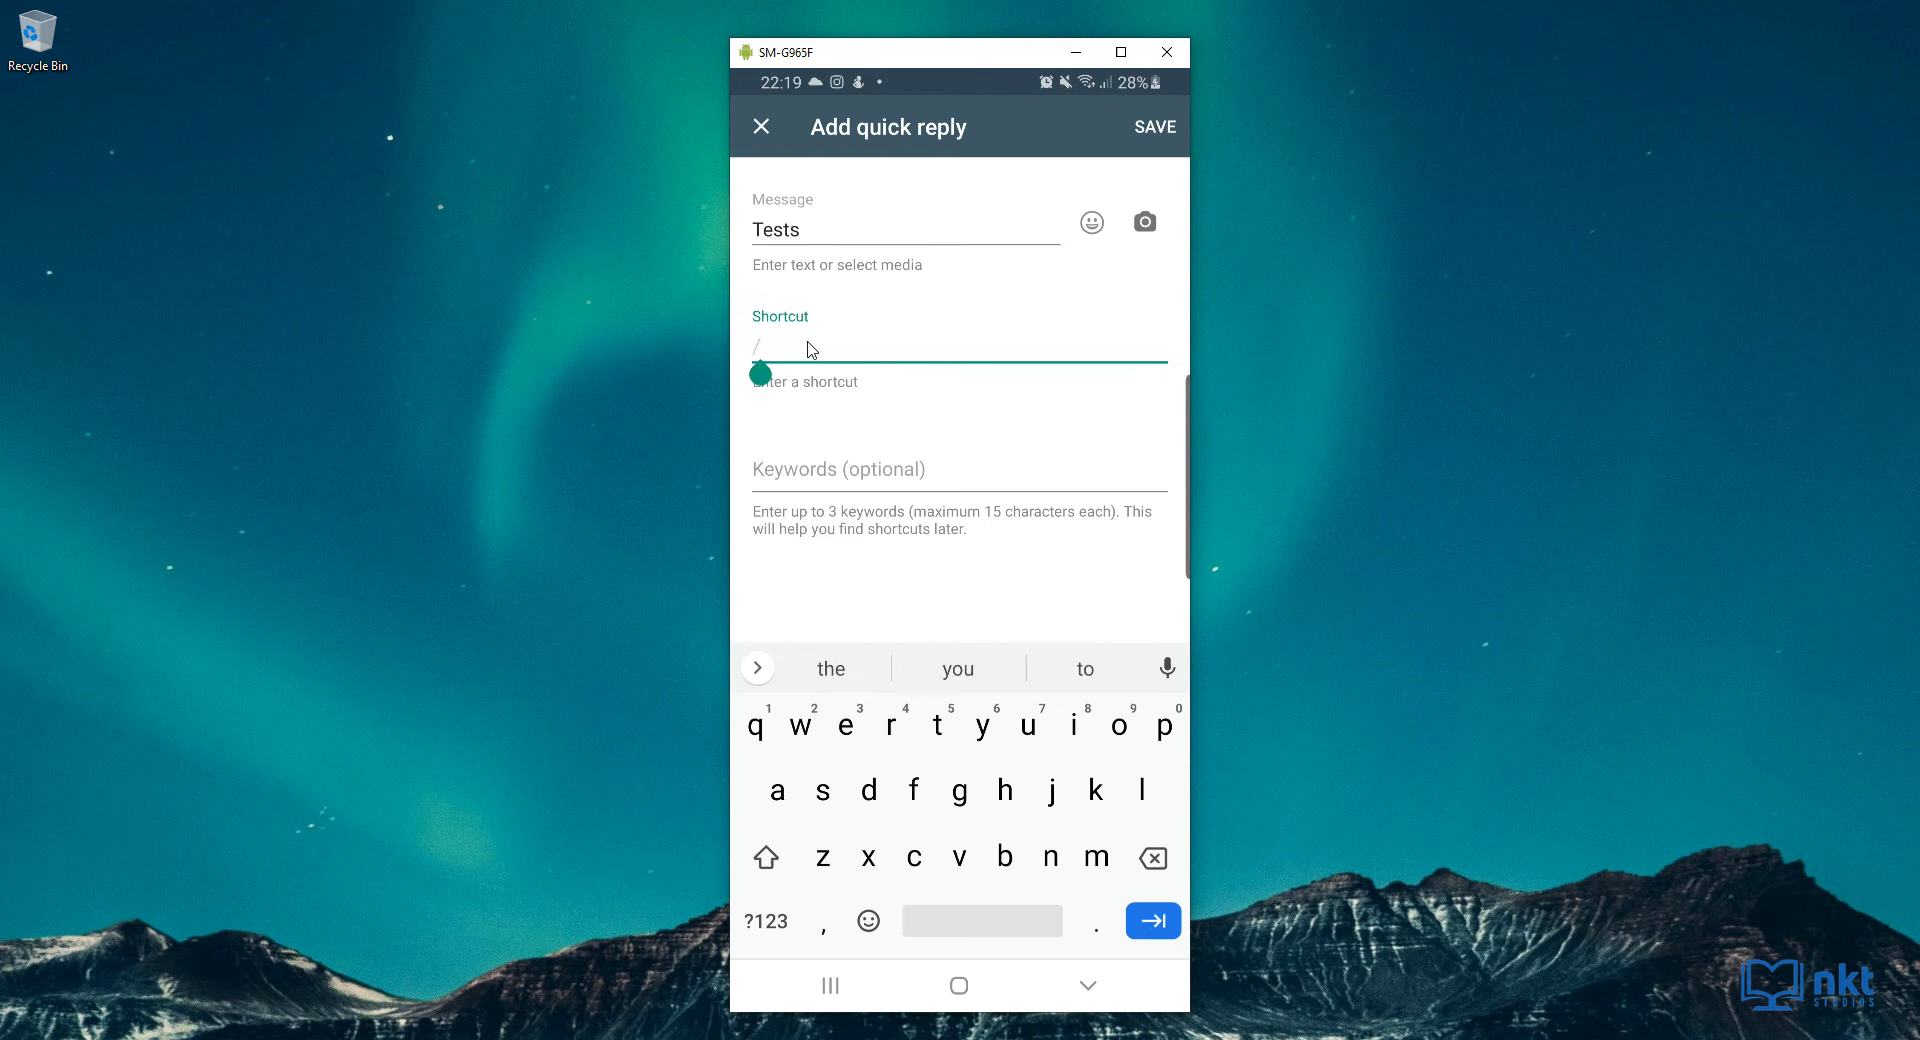 Recycle Bin
SM-G965F
22:19
28%
Add quick reply
SAVE
Message
Tests
Enter text or select media
Shortcut
/
Enter a shortcut
Keywords (optional)
Enter up to 3 keywords (maximum 15 characters each). This
will help you find shortcuts later.
the you to
1 2 3 4 5 6 7 8 9 0
q w e r t y u i o p
a s d f g h j k l
z x c v b n m
?123 , .
nkt
STUDIOS